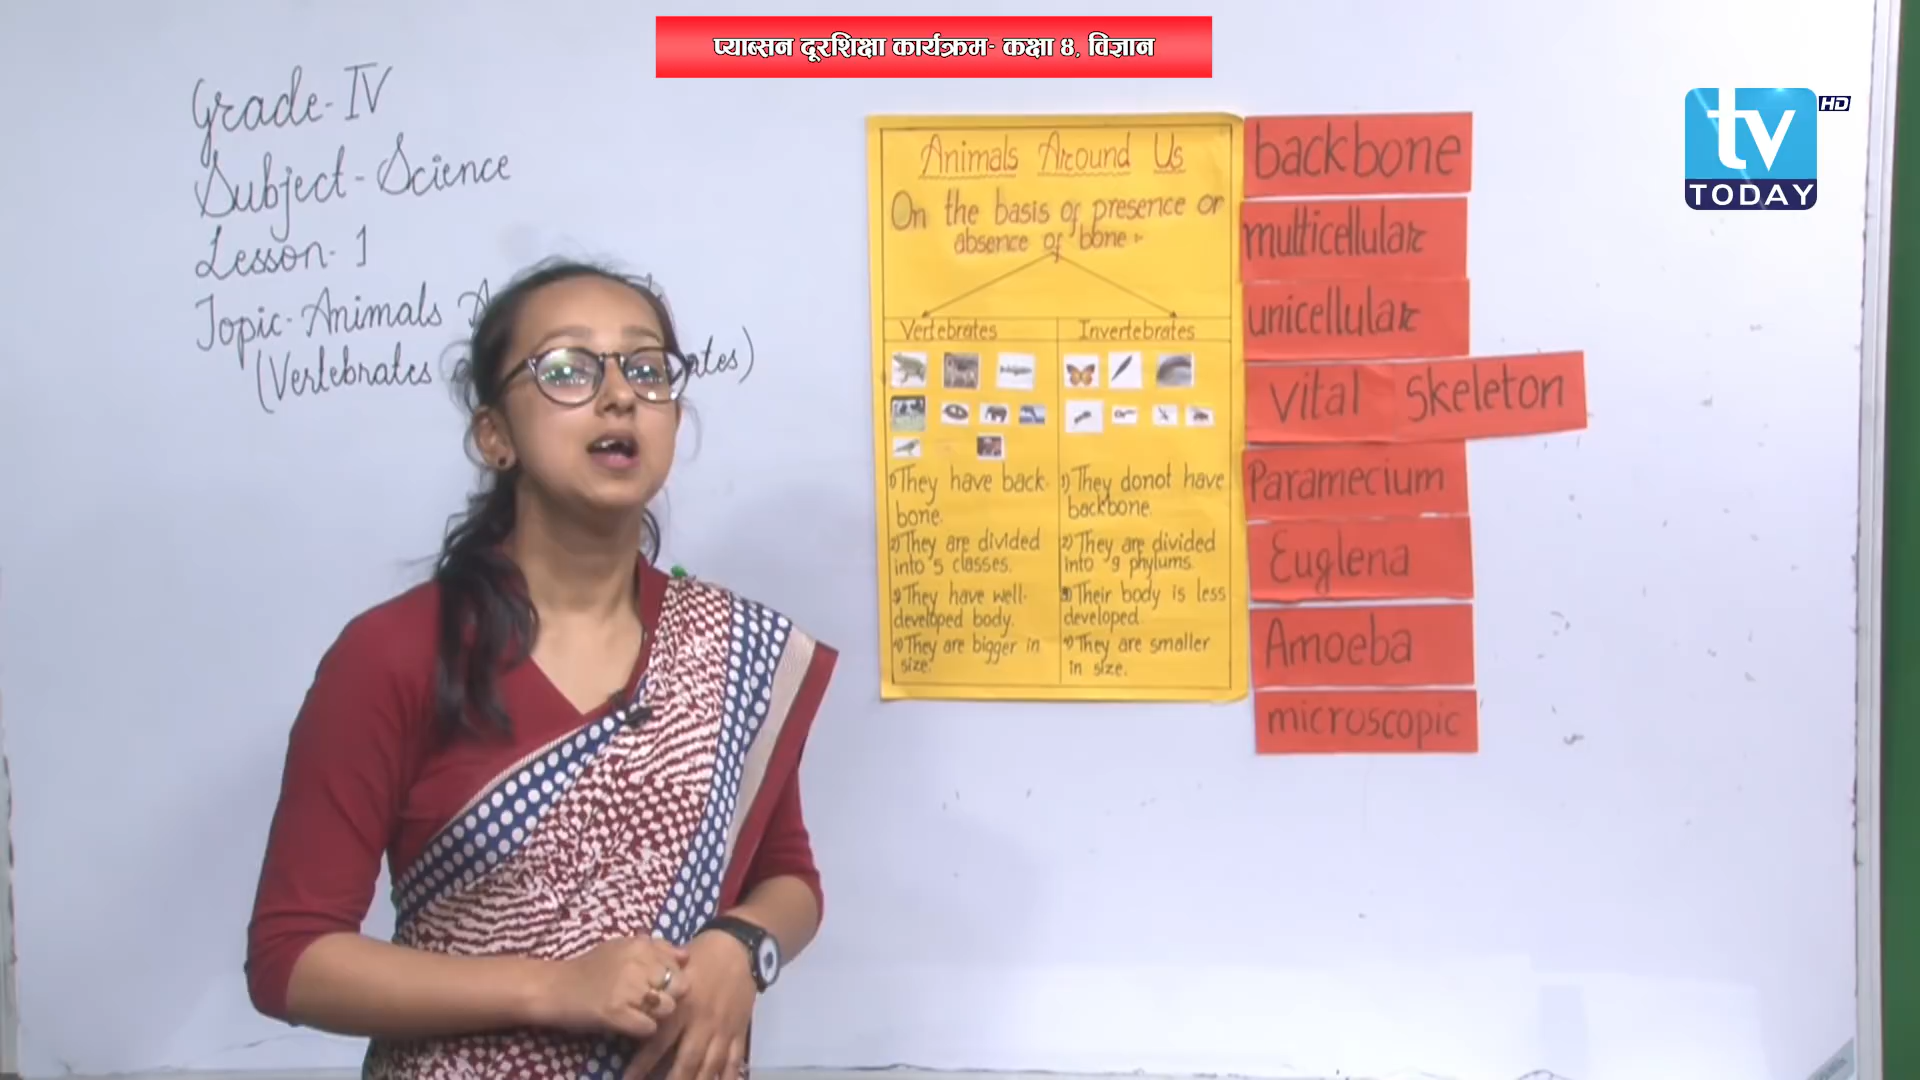 प्याब्सन दूरशिक्षा कार्यक्रम- कक्षा ४, विज्ञान
tv
HD
TODAY
Grade-IV
Subject-Science
Lesson-1
Topic-Animals
(Vertebrates
ates)
Animals Around Us
On the basis of presence or
absence of bone:-
Vertebrates
1) They have back-
bone.
2) They are divided
into 5 classes.
3) They have well-
developed body.
4) They are bigger in
size.
Invertebrates
1) They donot have
backbone.
2) They are divided
into 9 phylums.
3) Their body is less
developed.
4) They are smaller
in size.
backbone
multicellular
unicellular
Vital Skeleton
Paramecium
Euglena
Amoeba
microscopic